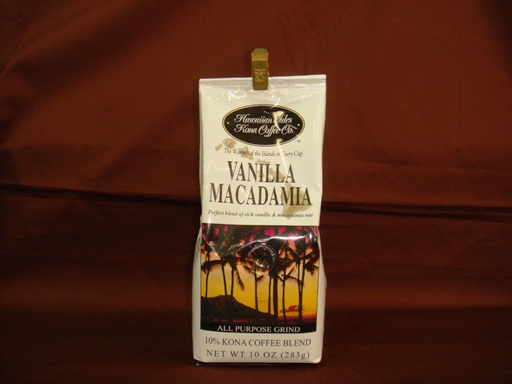 Hawaiian Isles
Kona Coffee Co.
The Warmth of the Islands in Every Cup
VANILLA
MACADAMIA
Perfect blend of rich vanilla & macadamia nut
ALL PURPOSE GRIND
10% KONA COFFEE BLEND
NET WT 10 OZ (283g)